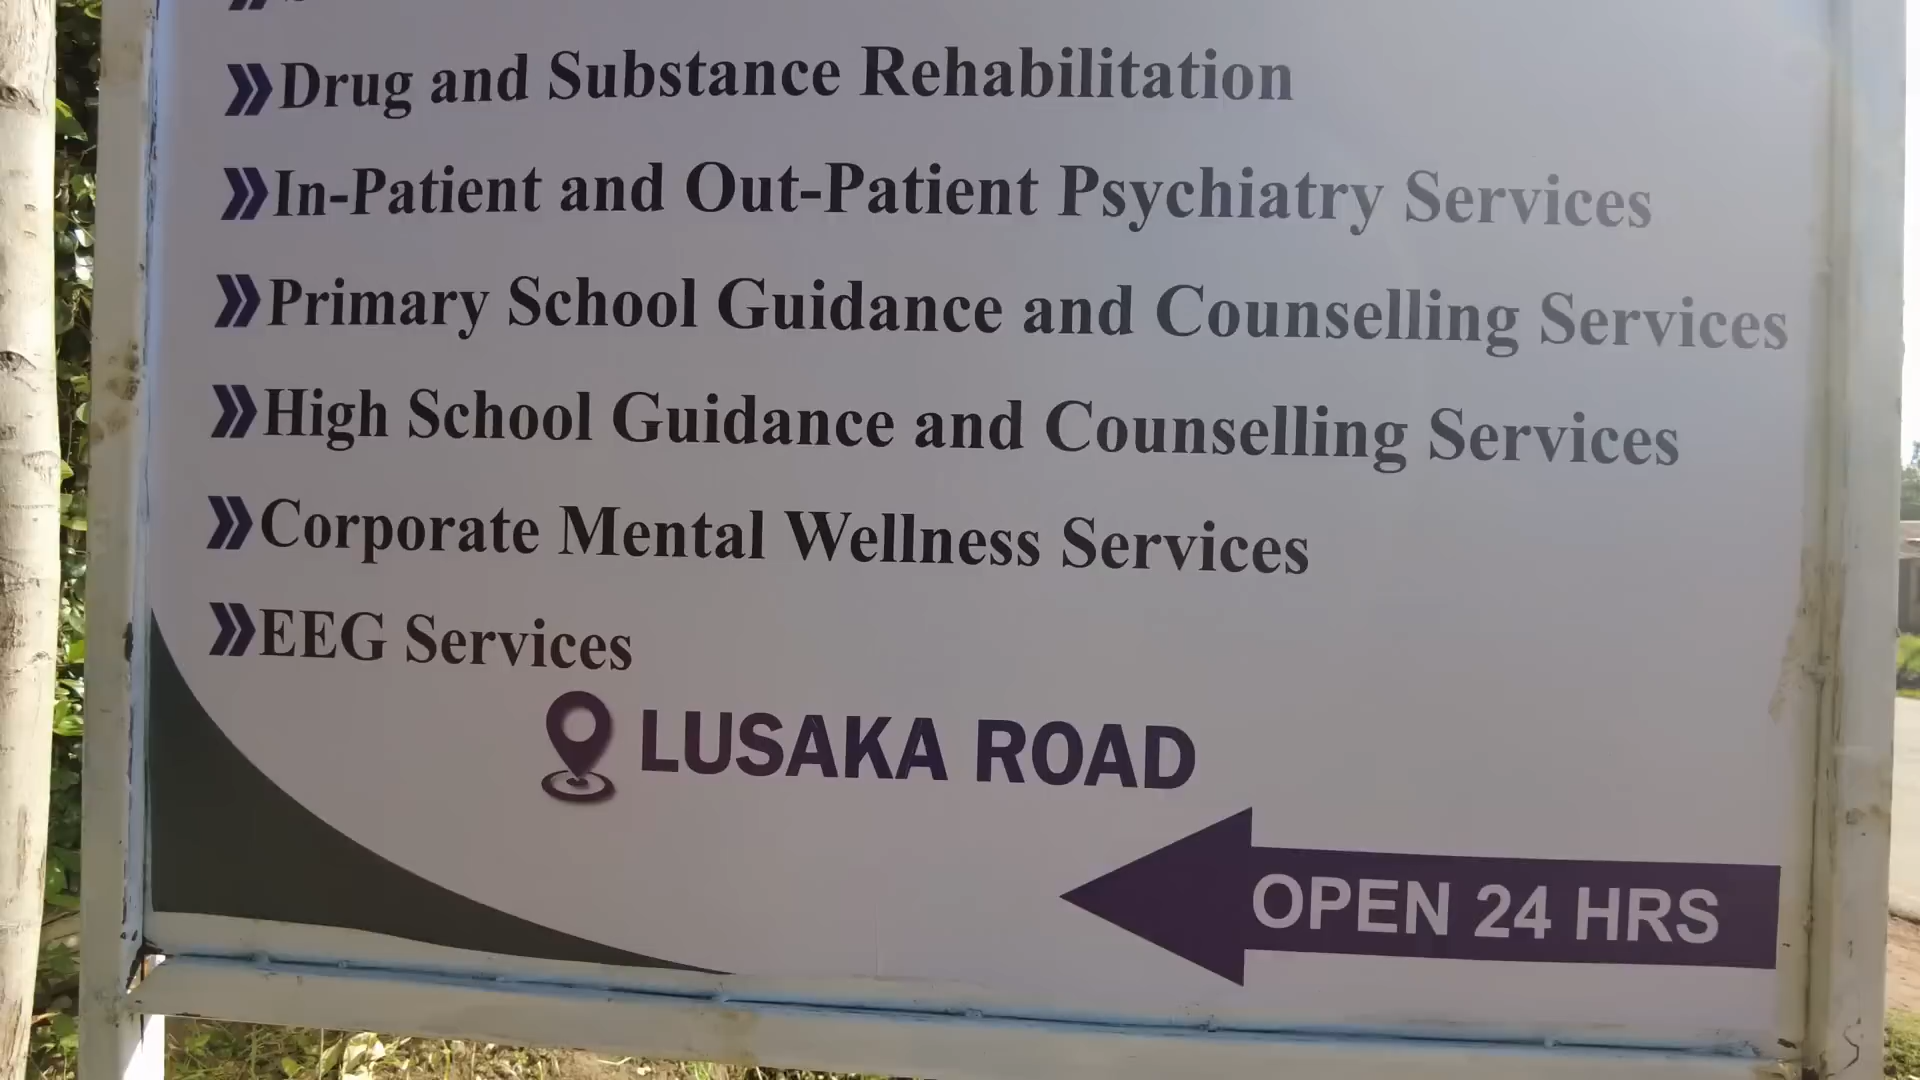 Drug and Substance Rehabilitation
In-Patient and Out-Patient Psychiatry Services
Primary School Guidance and Counselling Services
High School Guidance and Counselling Services
Corporate Mental Wellness Services
EEG Services
LUSAKA ROAD
OPEN 24 HRS